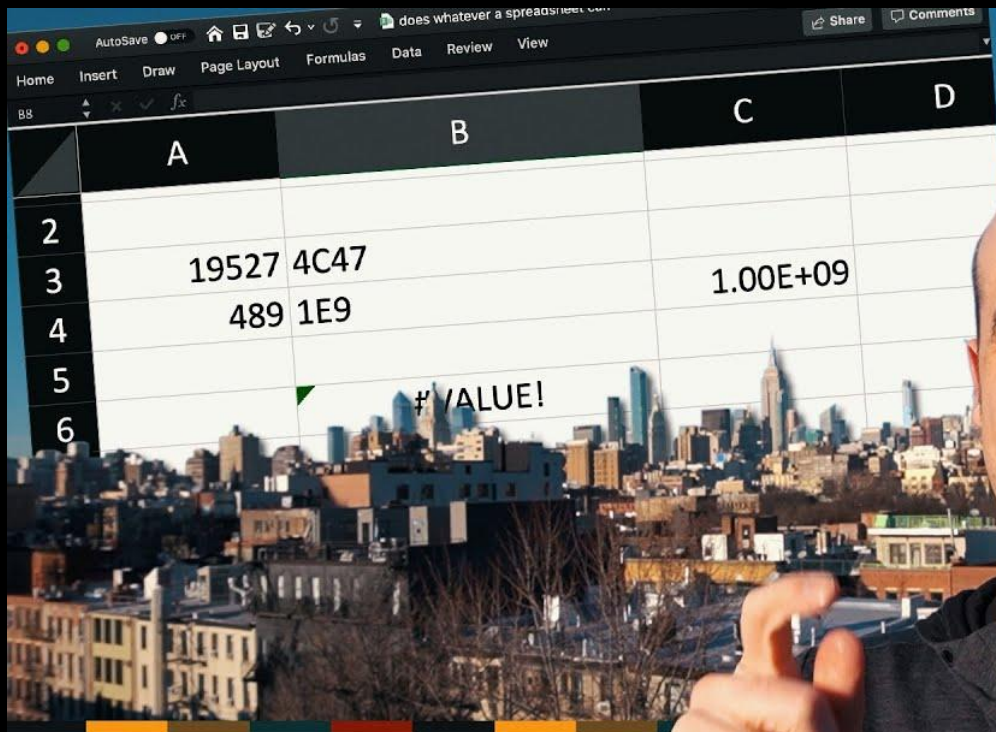 AutoSave OFF does whatever a spreadsheet can Share Comments
Home Insert Draw Page Layout Formulas Data Review View
B8 fx
A B C D
2
3 19527 4C47
4 489 1E9 1.00E+09
5
6 #VALUE!